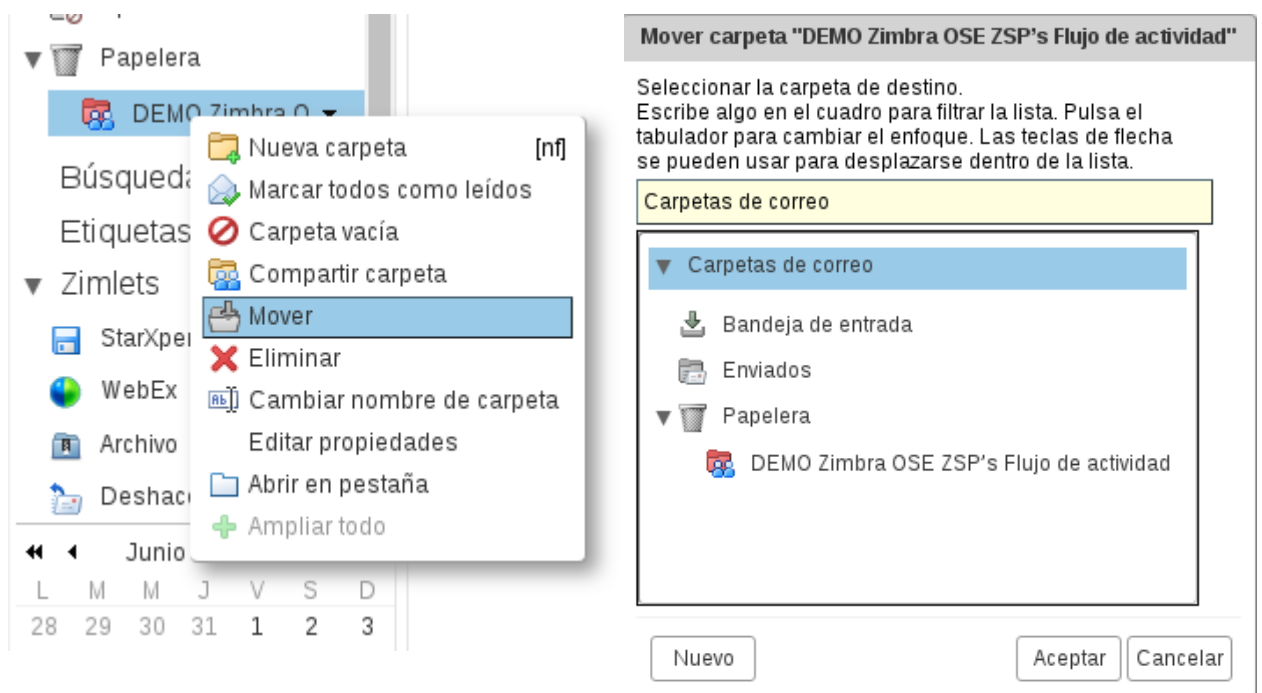 Papelera
DEMO Zimbra O
Nueva carpeta [nf]
Búsqueda
Marcar todos como leídos
Etiquetas
Carpeta vacía
Compartir carpeta
Zimlets
Mover
StarXper
Eliminar
WebEx
Cambiar nombre de carpeta
Archivo
Editar propiedades
Deshac
Abrir en pestaña
Ampliar todo
Junio
L M M J V S D
28 29 30 31 1 2 3
Mover carpeta "DEMO Zimbra OSE ZSP's Flujo de actividad"
Seleccionar la carpeta de destino.
Escribe algo en el cuadro para filtrar la lista. Pulsa el
tabulador para cambiar el enfoque. Las teclas de flecha
se pueden usar para desplazarse dentro de la lista.
Carpetas de correo
Carpetas de correo
Bandeja de entrada
Enviados
Papelera
DEMO Zimbra OSE ZSP's Flujo de actividad
Nuevo Aceptar Cancelar